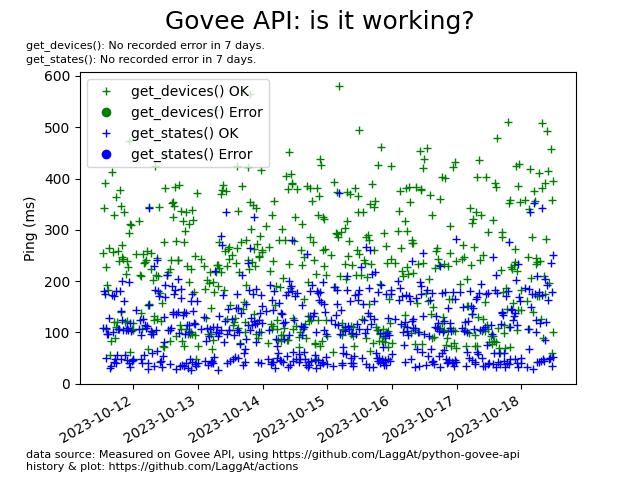 Govee API: is it working?
get_devices(): No recorded error in 7 days.
get_states(): No recorded error in 7 days.
get_devices() OK
get_devices() Error
get_states() OK
get_states() Error
Ping (ms)
600
500
400
300
200
100
0
2023-10-12
2023-10-13
2023-10-14
2023-10-15
2023-10-16
2023-10-17
2023-10-18
data source: Measured on Govee API, using https://github.com/LaggAt/python-govee-api
history & plot: https://github.com/LaggAt/actions